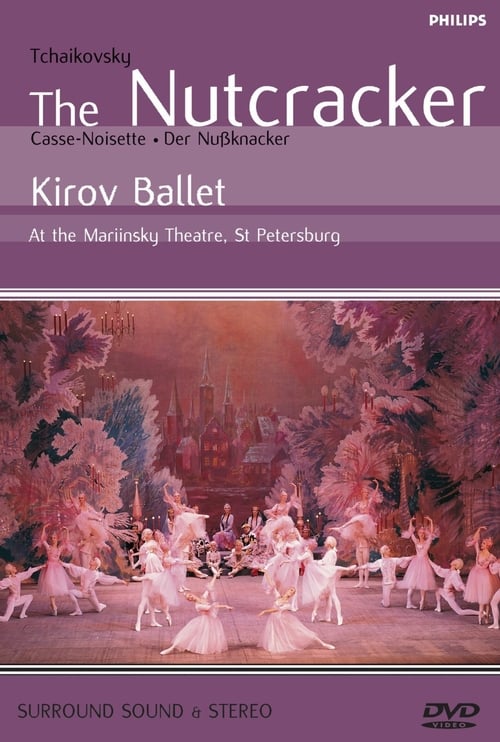 PHILIPS
Tchaikovsky
The Nutcracker
Casse-Noisette • Der Nußknacker
Kirov Ballet
At the Mariinsky Theatre, St Petersburg
SURROUND SOUND & STEREO
DVD
VIDEO